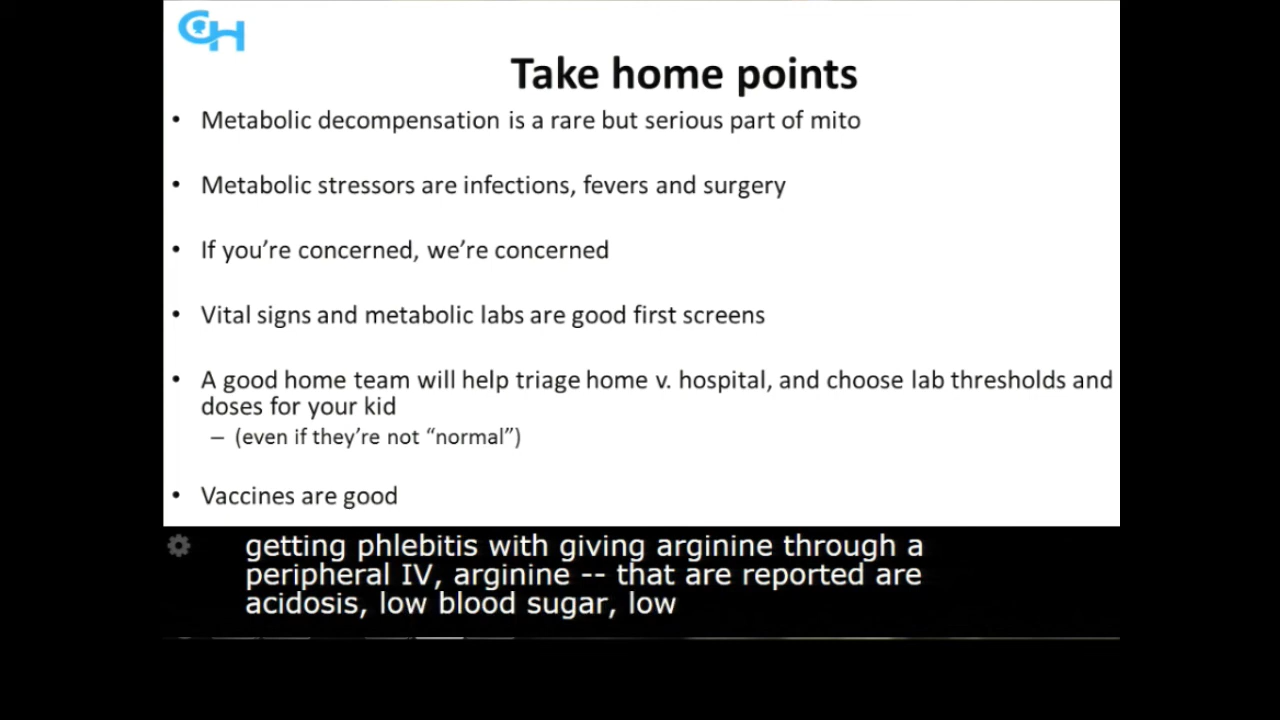 CH
Take home points
• Metabolic decompensation is a rare but serious part of mito
• Metabolic stressors are infections, fevers and surgery
• If you’re concerned, we’re concerned
• Vital signs and metabolic labs are good first screens
• A good home team will help triage home v. hospital, and choose lab thresholds and
doses for your kid
– (even if they’re not “normal”)
• Vaccines are good
getting phlebitis with giving arginine through a
peripheral IV, arginine -- that are reported are
acidosis, low blood sugar, low